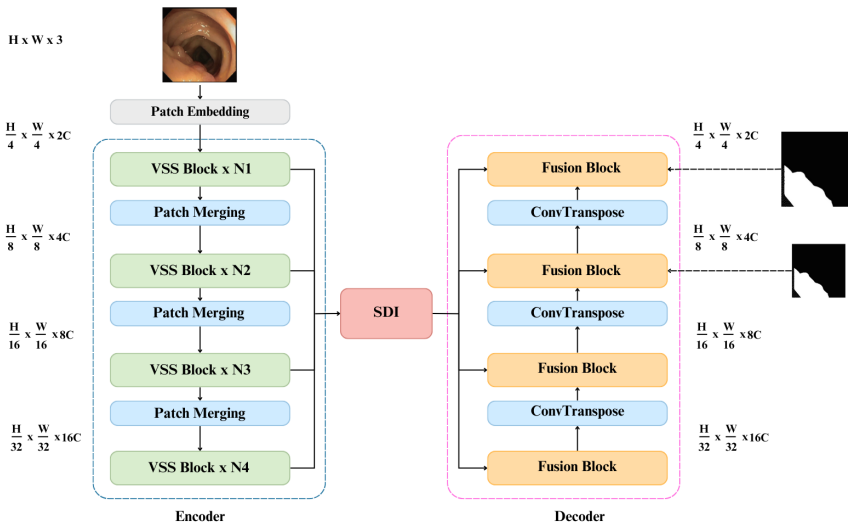 H x W x 3
Patch Embedding
H/4 x W/4 x 2C
VSS Block x N1
Patch Merging
H/8 x W/8 x 4C
VSS Block x N2
Patch Merging
H/16 x W/16 x 8C
VSS Block x N3
Patch Merging
H/32 x W/32 x 16C
VSS Block x N4
Encoder
SDI
H/4 x W/4 x 2C
Fusion Block
ConvTranspose
H/8 x W/8 x 4C
Fusion Block
ConvTranspose
H/16 x W/16 x 8C
Fusion Block
ConvTranspose
H/32 x W/32 x 16C
Fusion Block
Decoder